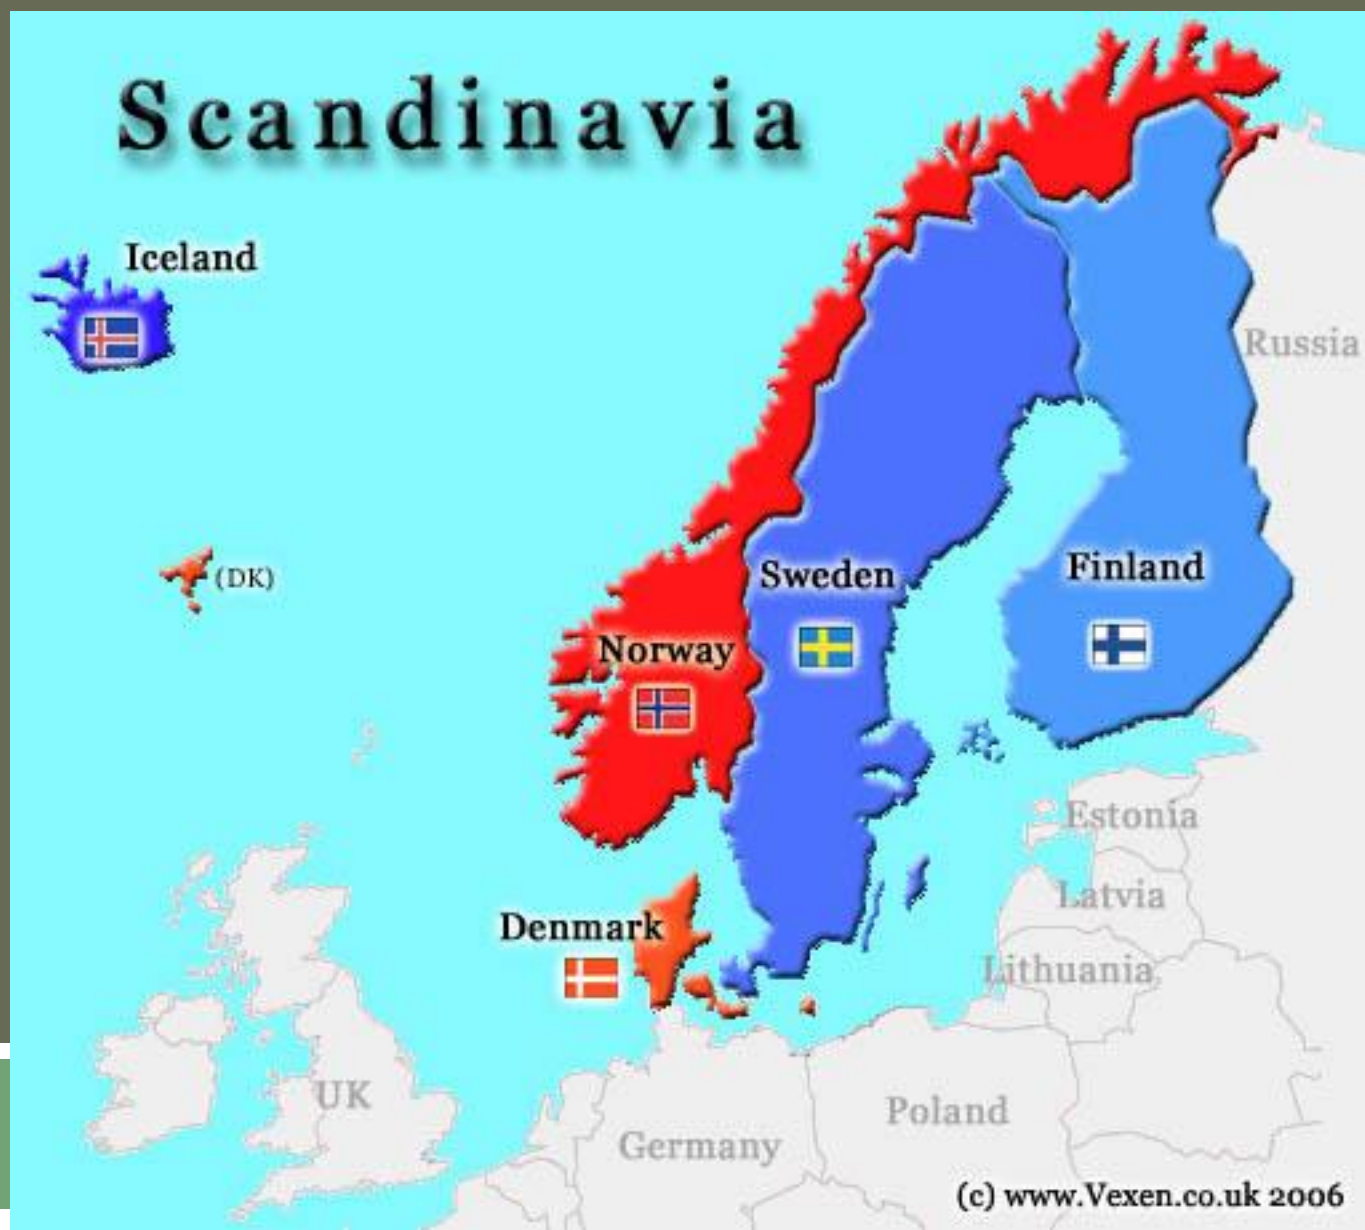 Scandinavia
Iceland
Russia
(DK)
Sweden
Finland
Norway
Estonia
Latvia
Denmark
Lithuania
UK
Poland
Germany
(c) www.Vexen.co.uk 2006